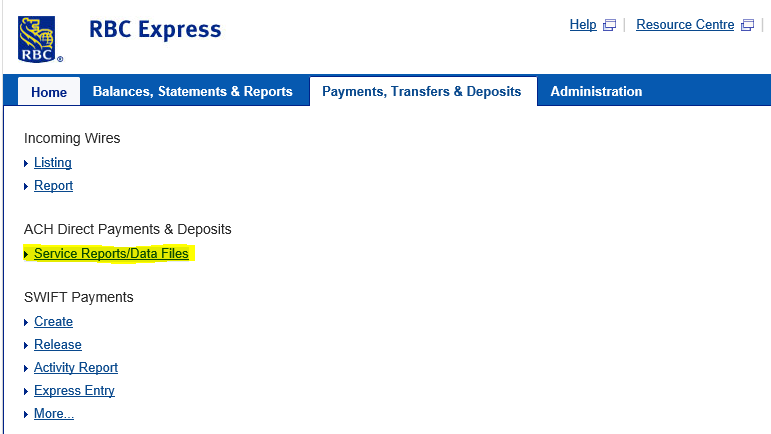 RBC Express
Help
Resource Centre
RBC ®
Home
Balances, Statements & Reports
Payments, Transfers & Deposits
Administration
Incoming Wires
Listing
Report
ACH Direct Payments & Deposits
Service Reports/Data Files
SWIFT Payments
Create
Release
Activity Report
Express Entry
More...